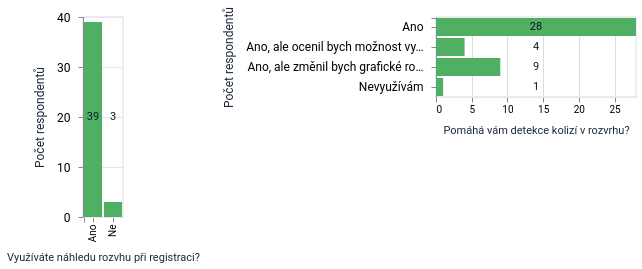 40
30
20
10
0
Počet respondentů
39
3
Ano
Ne
Využíváte náhledu rozvhu při registraci?
Počet respondentů
Ano
28
Ano, ale ocenil bych možnost vy…
4
Ano, ale změnil bych grafické ro…
9
Nevyužívám
1
0 5 10 15 20 25
Pomáhá vám detekce kolizí v rozvrhu?